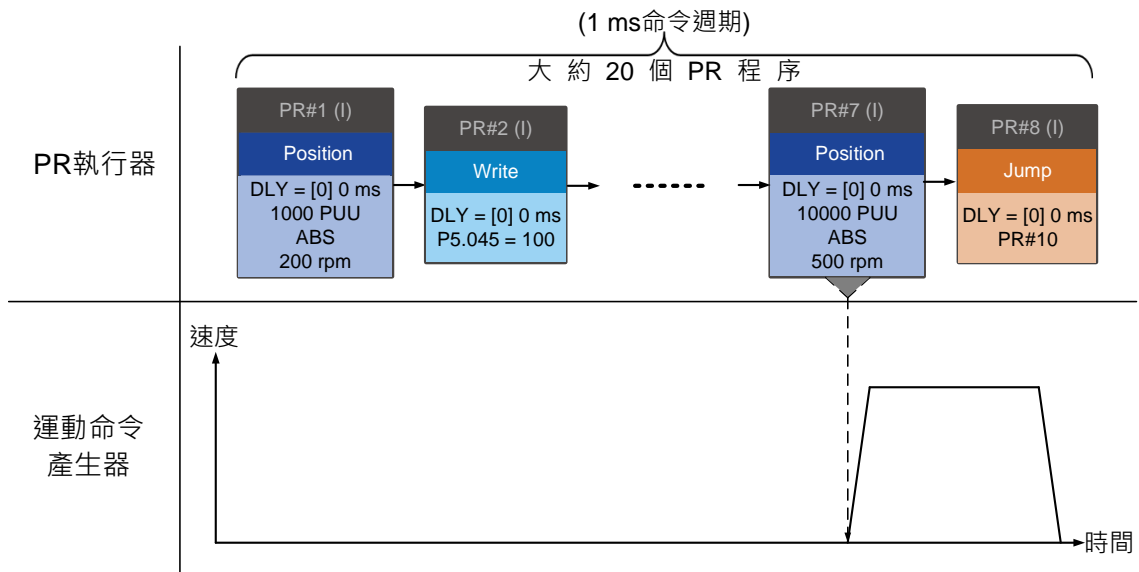 (1 ms命令週期)
大 約 20 個 PR 程 序
PR執行器
PR#1 (I)
Position
DLY = [0] 0 ms
1000 PUU
ABS
200 rpm
PR#2 (I)
Write
DLY = [0] 0 ms
P5.045 = 100
PR#7 (I)
Position
DLY = [0] 0 ms
10000 PUU
ABS
500 rpm
PR#8 (I)
Jump
DLY = [0] 0 ms
PR#10
運動命令
產生器
速度
時間